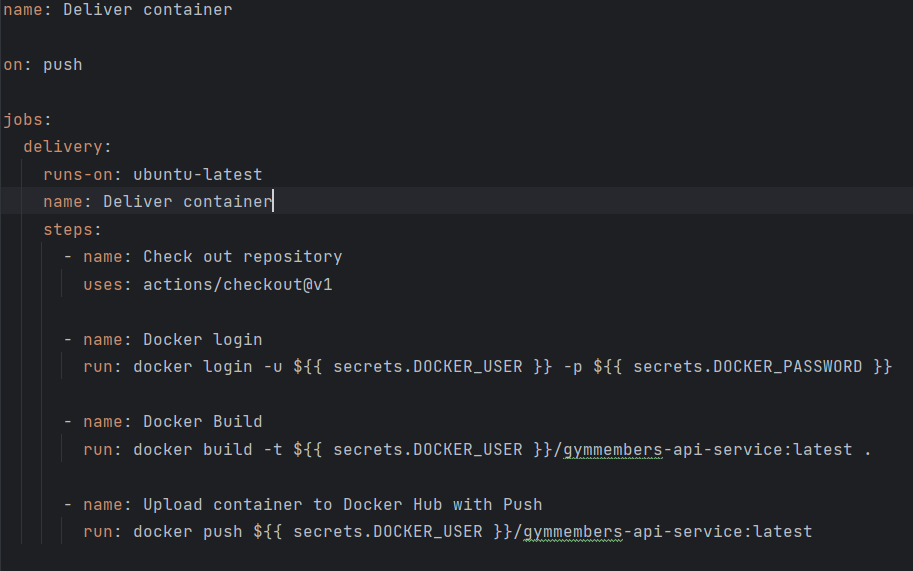 name: Deliver container
on: push
jobs:
delivery:
runs-on: ubuntu-latest
name: Deliver container
steps:
- name: Check out repository
uses: actions/checkout@v1
- name: Docker login
run: docker login -u ${{ secrets.DOCKER_USER }} -p ${{ secrets.DOCKER_PASSWORD }}
- name: Docker Build
run: docker build -t ${{ secrets.DOCKER_USER }}/gymmembers-api-service:latest .
- name: Upload container to Docker Hub with Push
run: docker push ${{ secrets.DOCKER_USER }}/gymmembers-api-service:latest